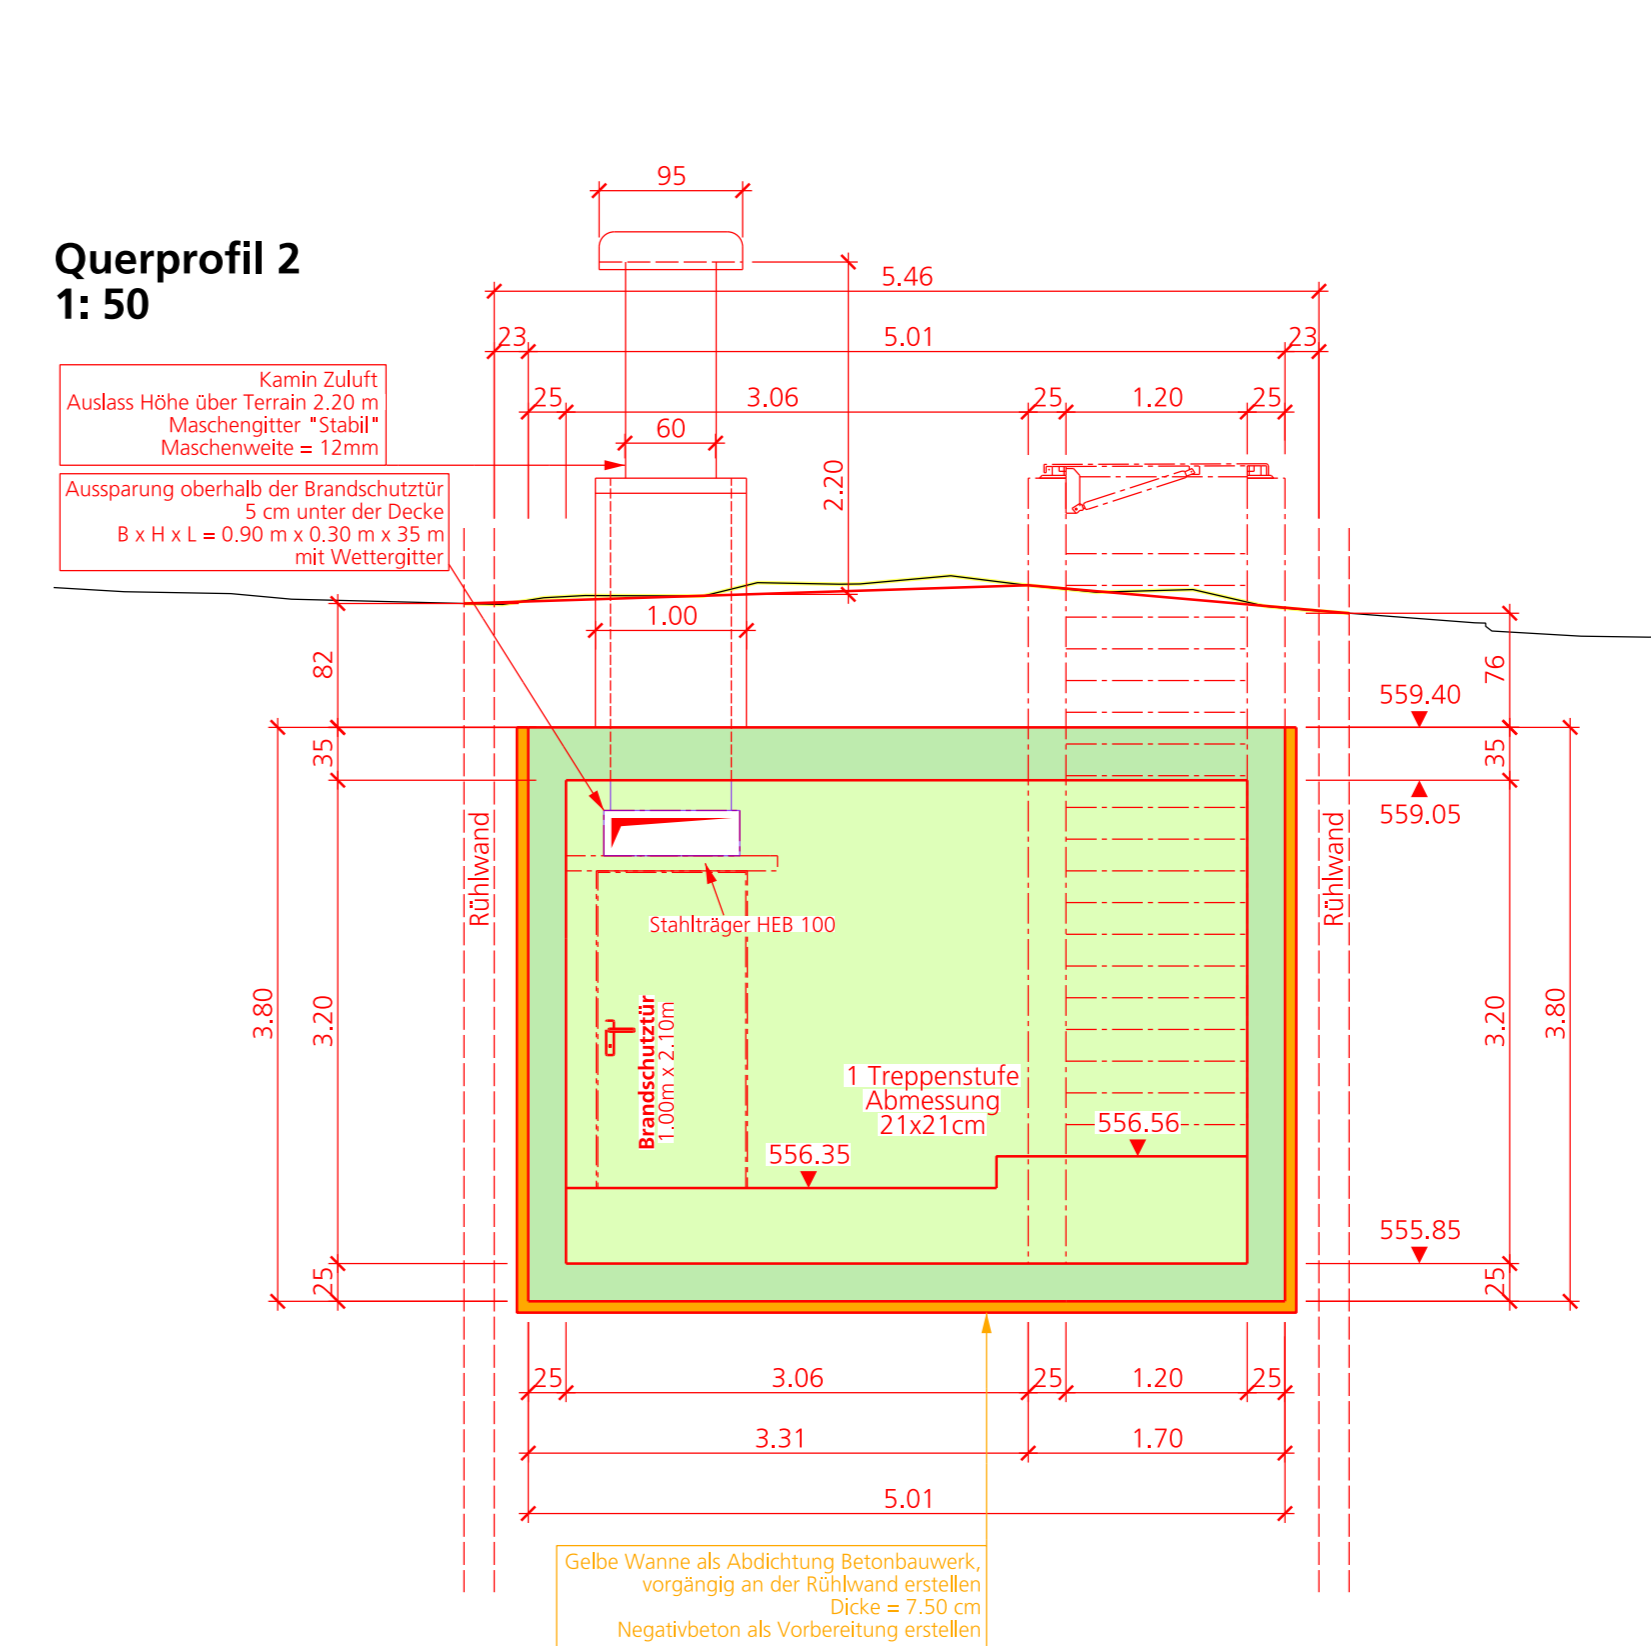 95
Querprofil 2
1: 50
5.46
23
5.01
23
Kamin Zuluft
Auslass Höhe über Terrain 2.20 m
Maschengitter "Stabil"
Maschenweite = 12mm
25
3.06
25
1.20
25
60
2.20
Aussparung oberhalb der Brandschutztür
5 cm unter der Decke
B x H x L = 0.90 m x 0.30 m x 35 m
mit Wettergitter
1.00
82
76
559.40
35
35
559.05
Rühlwand
Rühlwand
Stahlträger HEB 100
3.80
3.20
Brandschutztür
1.00m x 2.10m
1 Treppenstufe
Abmessung
21x21cm
3.20
3.80
556.56
556.35
555.85
25
25
25
3.06
25
1.20
25
3.31
1.70
5.01
Gelbe Wanne als Abdichtung Betonbauwerk,
vorgängig an der Rühlwand erstellen
Dicke = 7.50 cm
Negativbeton als Vorbereitung erstellen